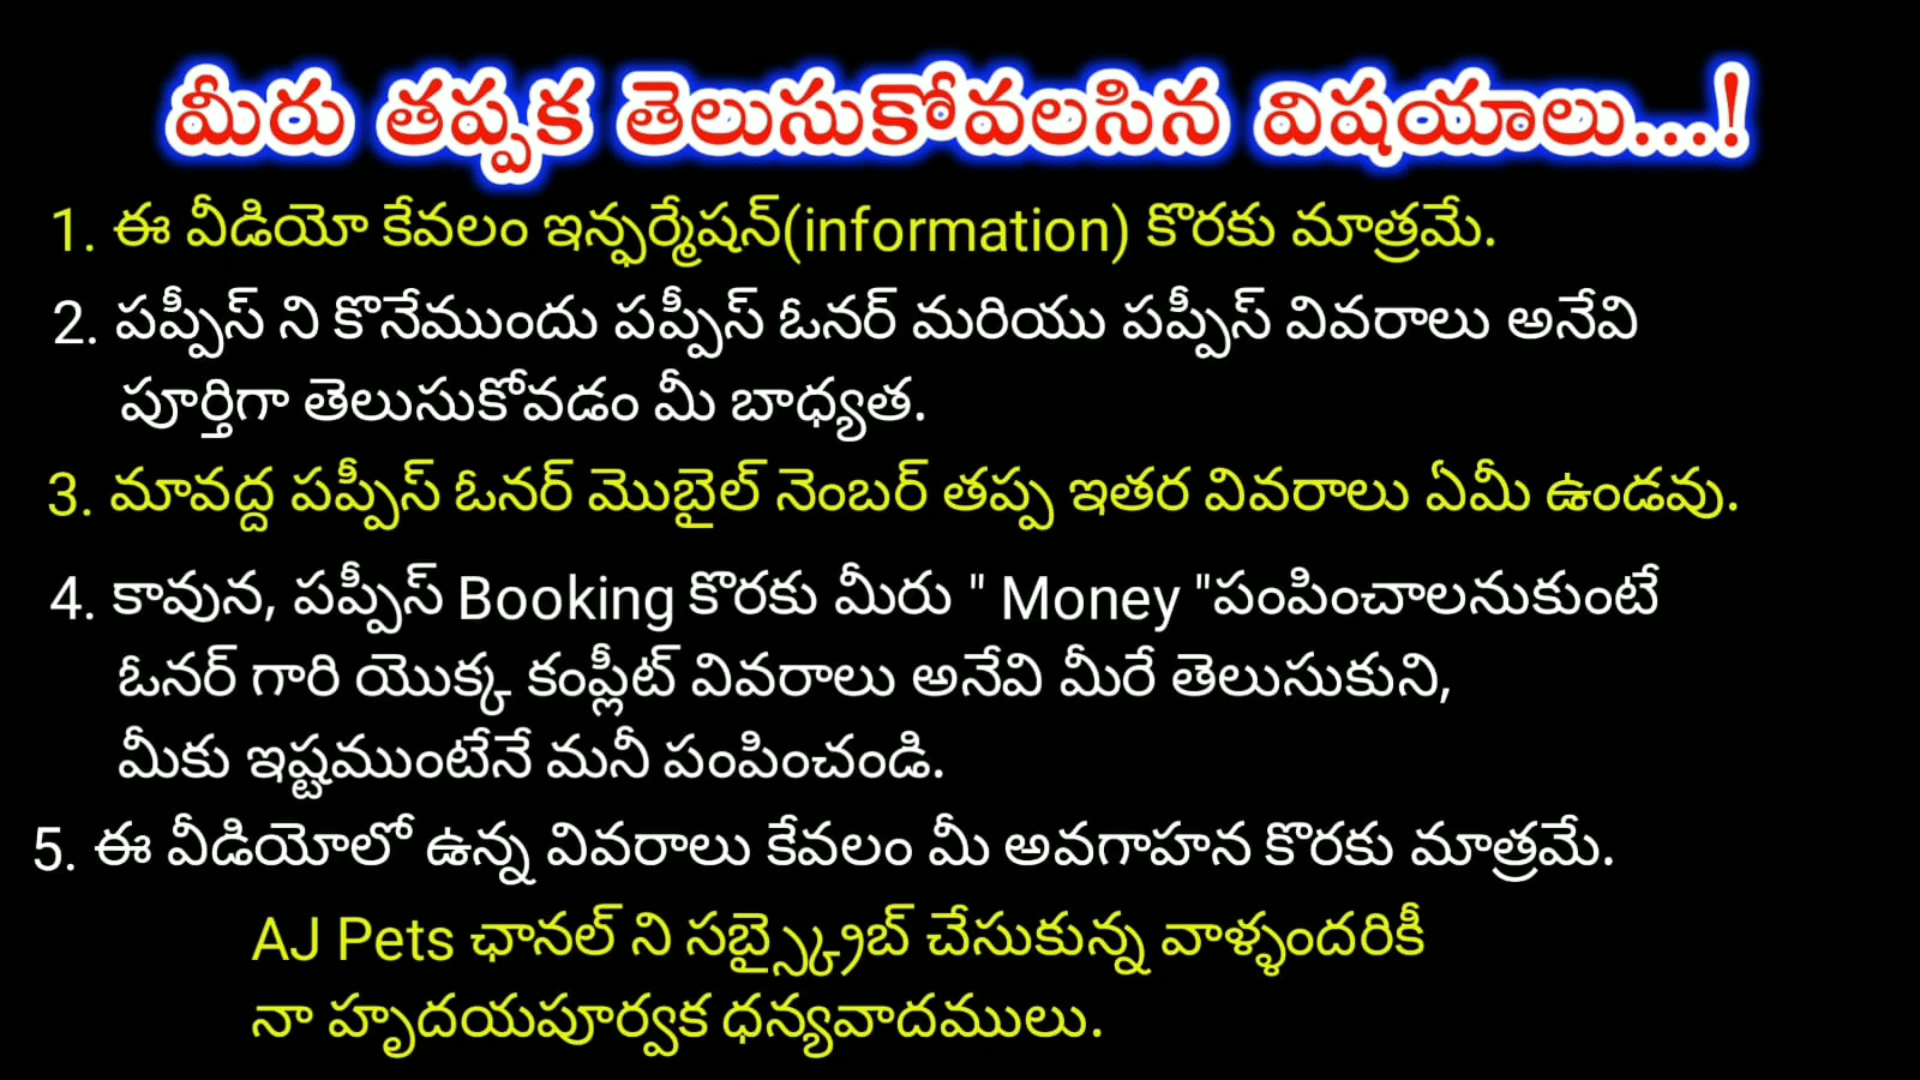 మీరు తప్పక తెలుసుకోవలసిన విషయాలు...!
1. ఈ వీడియో కేవలం ఇన్ఫర్మేషన్(information) కొరకు మాత్రమే.
2. పప్పీస్ ని కొనేముందు పప్పీస్ ఓనర్ మరియు పప్పీస్ వివరాలు అనేవి
పూర్తిగా తెలుసుకోవడం మీ బాధ్యత.
3. మావద్ద పప్పీస్ ఓనర్ మొబైల్ నెంబర్ తప్ప ఇతర వివరాలు ఏమీ ఉండవు.
4. కావున, పప్పీస్ Booking కొరకు మీరు " Money "పంపించాలనుకుంటే
ఓనర్ గారి యొక్క కంప్లీట్ వివరాలు అనేవి మీరే తెలుసుకుని,
మీకు ఇష్టముంటేనే మనీ పంపించండి.
5. ఈ వీడియోలో ఉన్న వివరాలు కేవలం మీ అవగాహన కొరకు మాత్రమే.
AJ Pets ఛానల్ ని సబ్స్క్రైబ్ చేసుకున్న వాళ్ళందరికీ
నా హృదయపూర్వక ధన్యవాదములు.